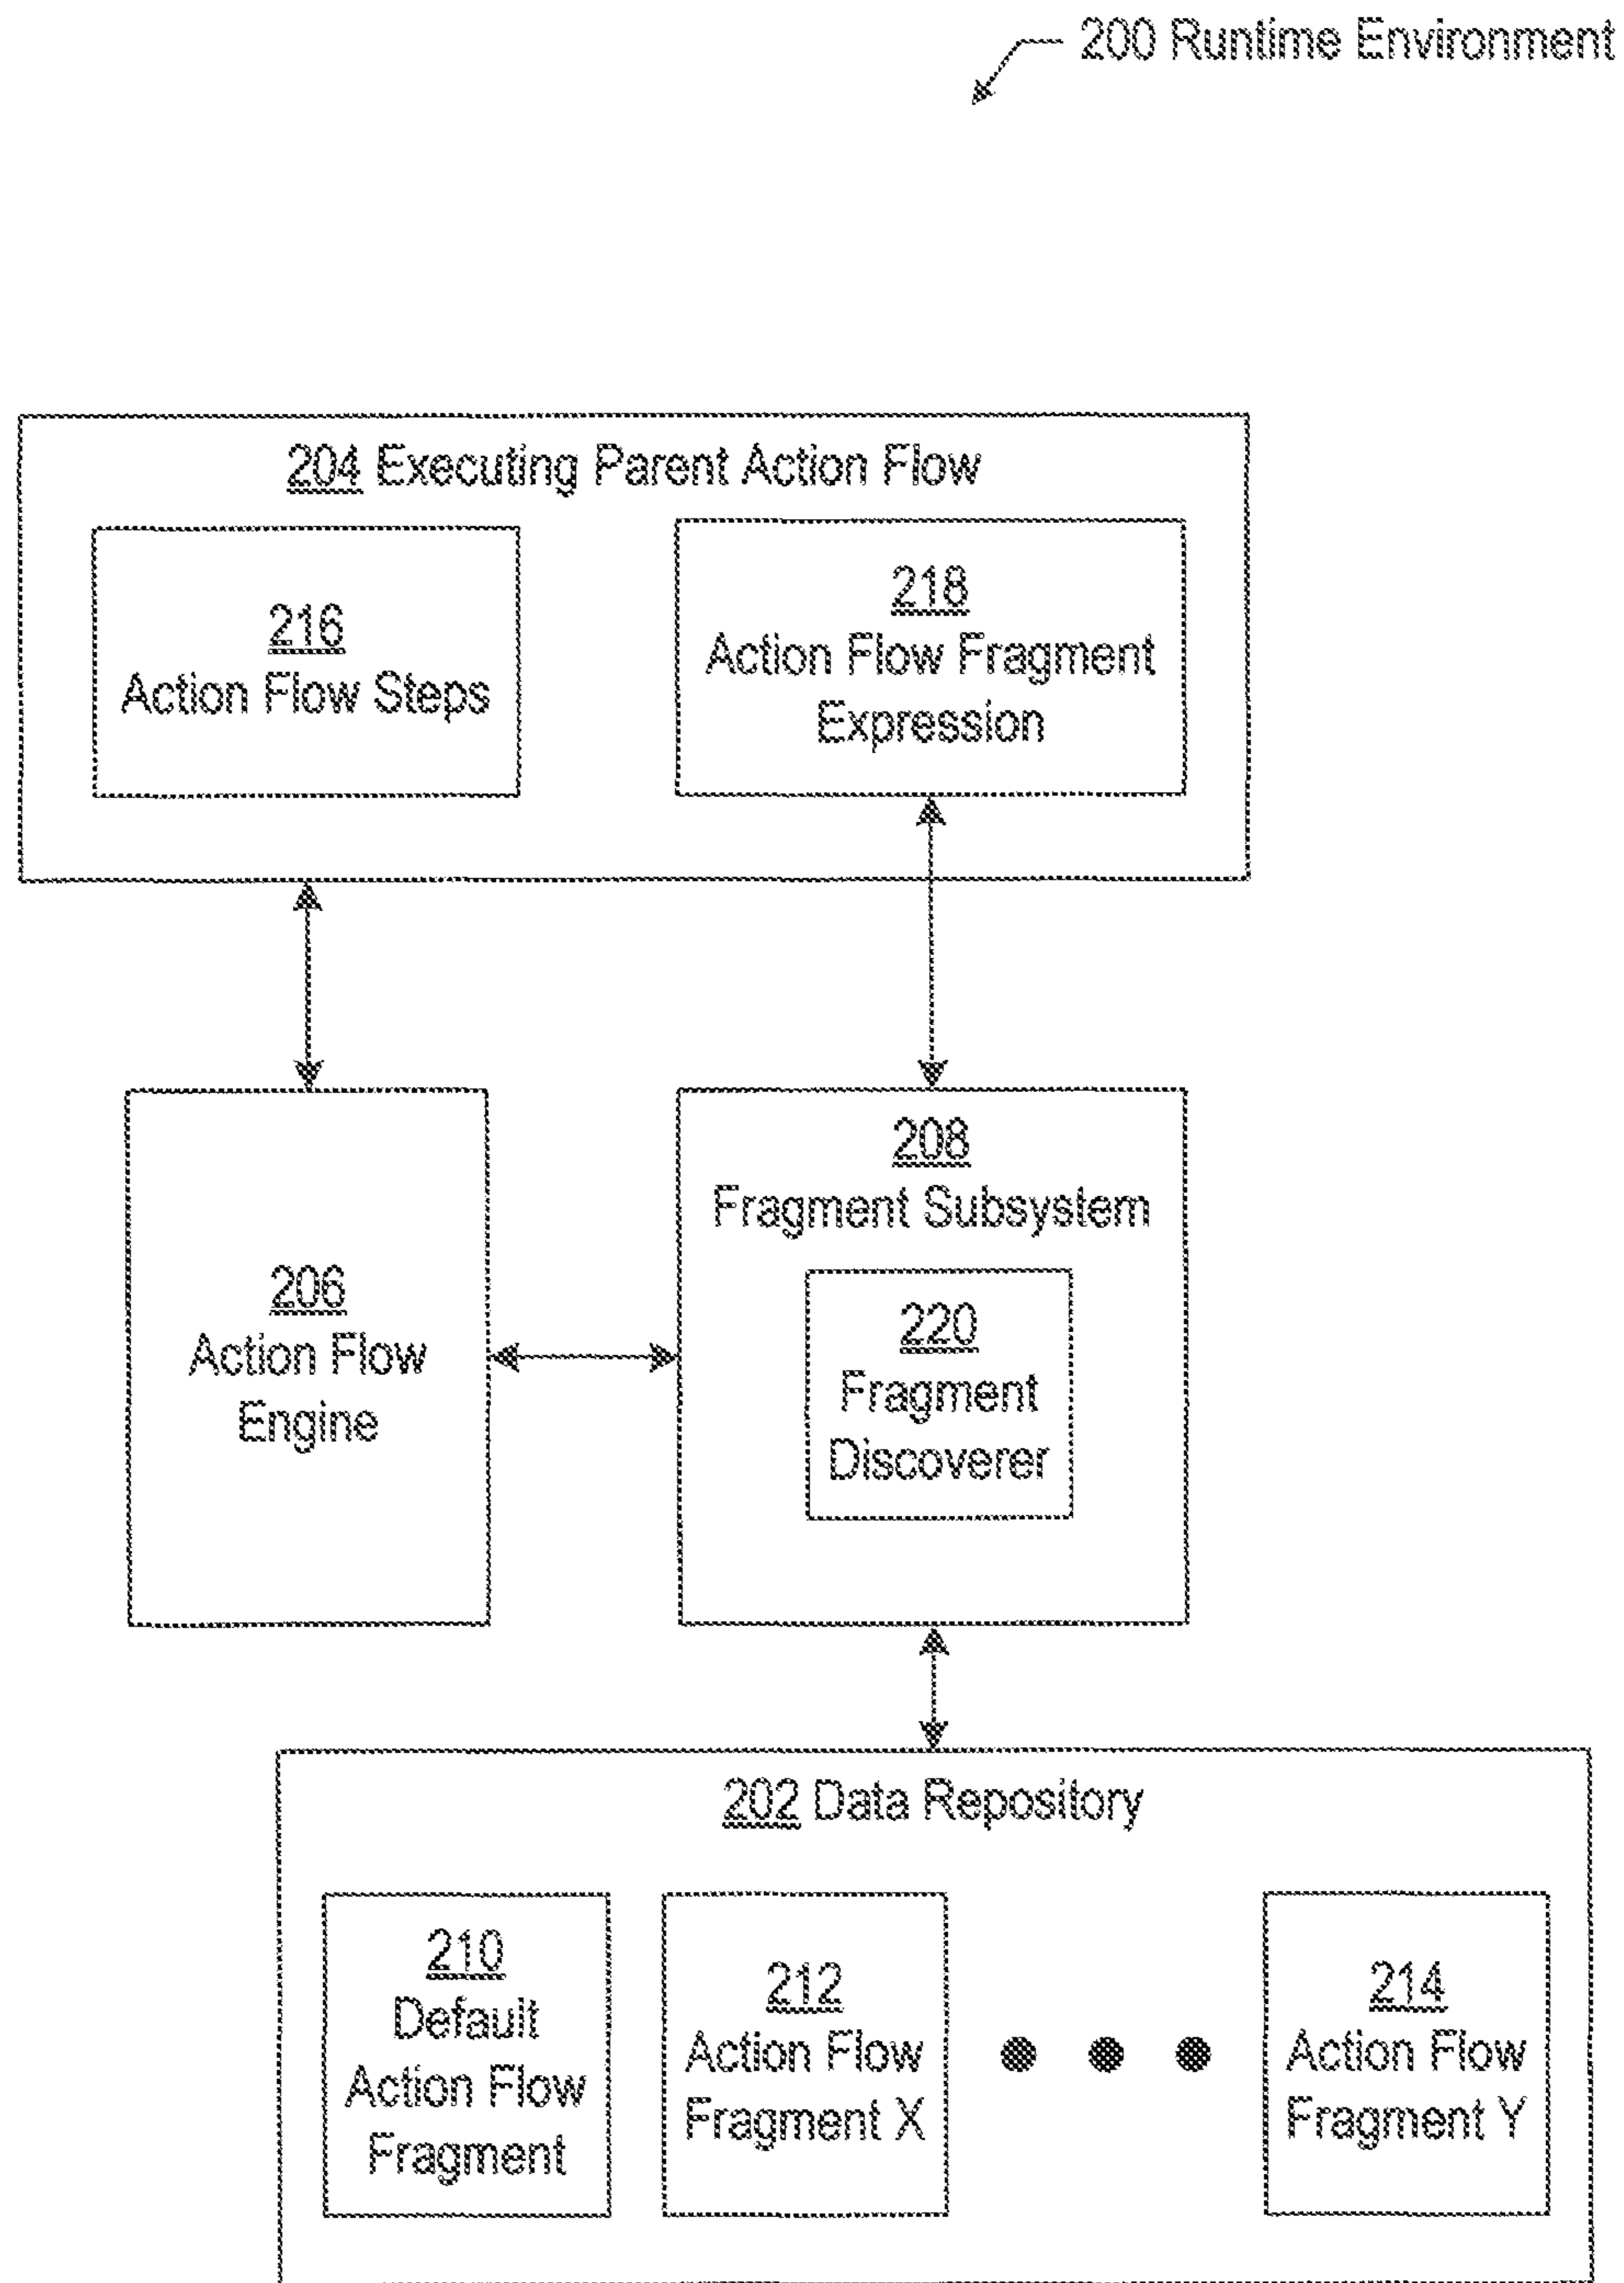 200 Runtime Environment
204 Executing Parent Action Flow
216
Action Flow Steps
218
Action Flow Fragment
Expression
206
Action Flow
Engine
208
Fragment Subsystem
220
Fragment
Discoverer
202 Data Repository
210
Default
Action Flow
Fragment
212
Action Flow
Fragment X
214
Action Flow
Fragment Y